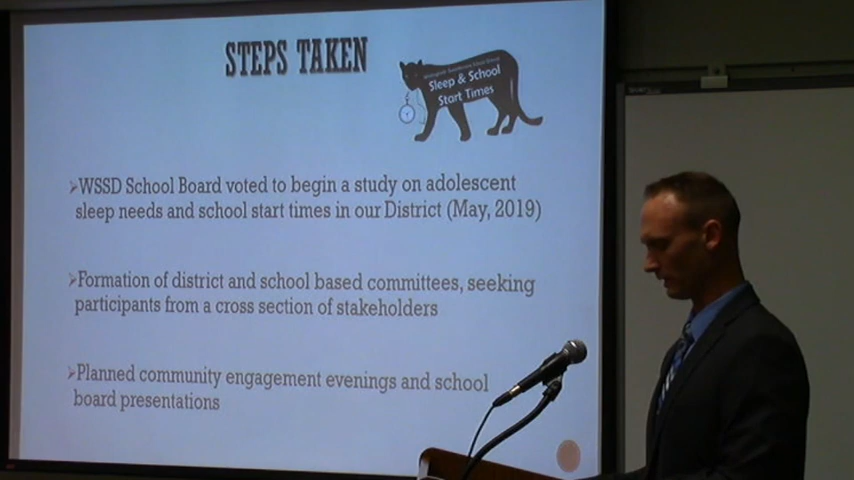 STEPS TAKEN
Sleep & School
Start Times
WSSD School Board voted to begin a study on adolescent
sleep needs and school start times in our District (May, 2019)
Formation of district and school based committees, seeking
participants from a cross section of stakeholders
Planned community engagement evenings and school
board presentations